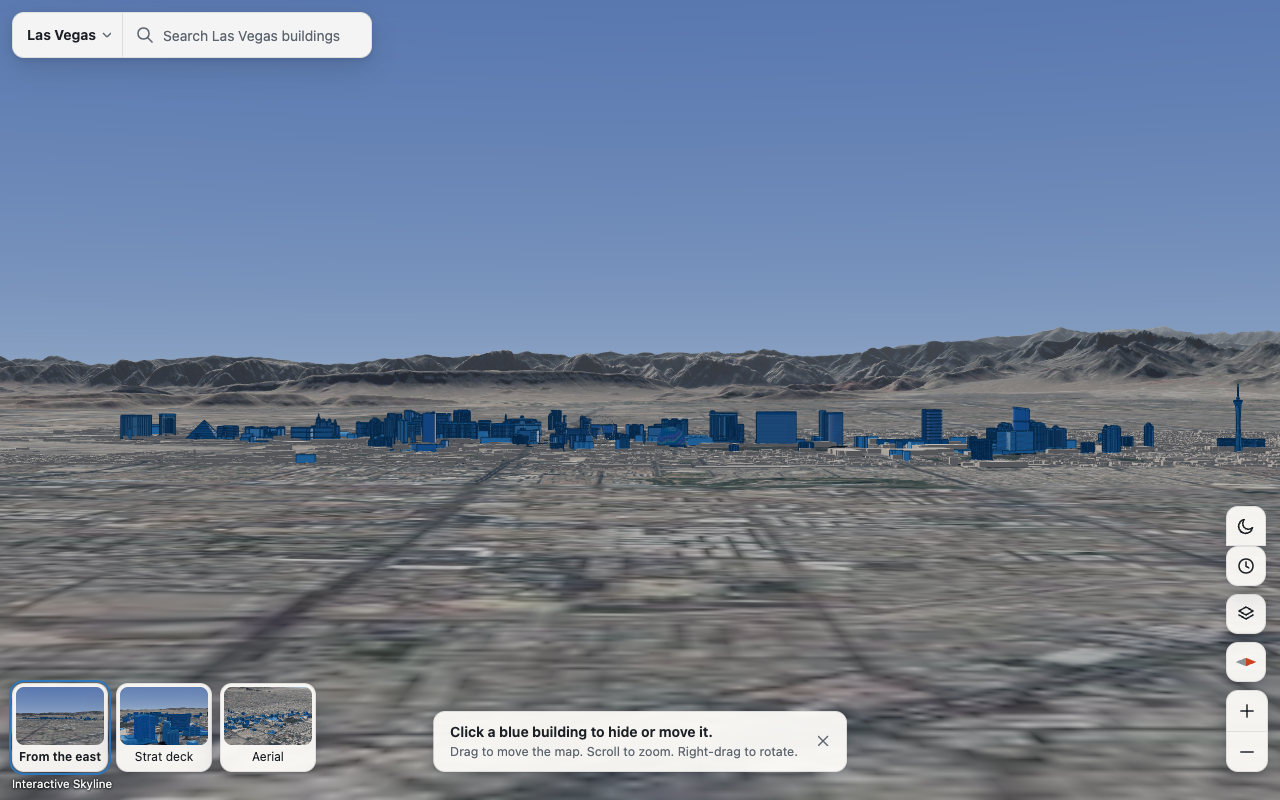 Las Vegas
Search Las Vegas buildings
Click a blue building to hide or move it.
Drag to move the map. Scroll to zoom. Right-drag to rotate.
From the east
Strat deck
Aerial
Interactive Skyline